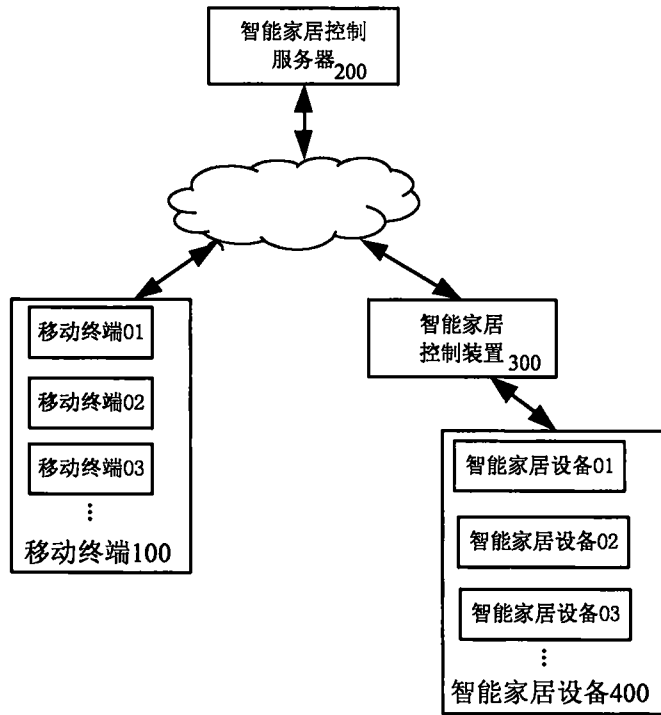 智能家居控制
服务器200
移动终端01
移动终端02
移动终端03
⋮
移动终端100
智能家居
控制装置300
智能家居设备01
智能家居设备02
智能家居设备03
⋮
智能家居设备400